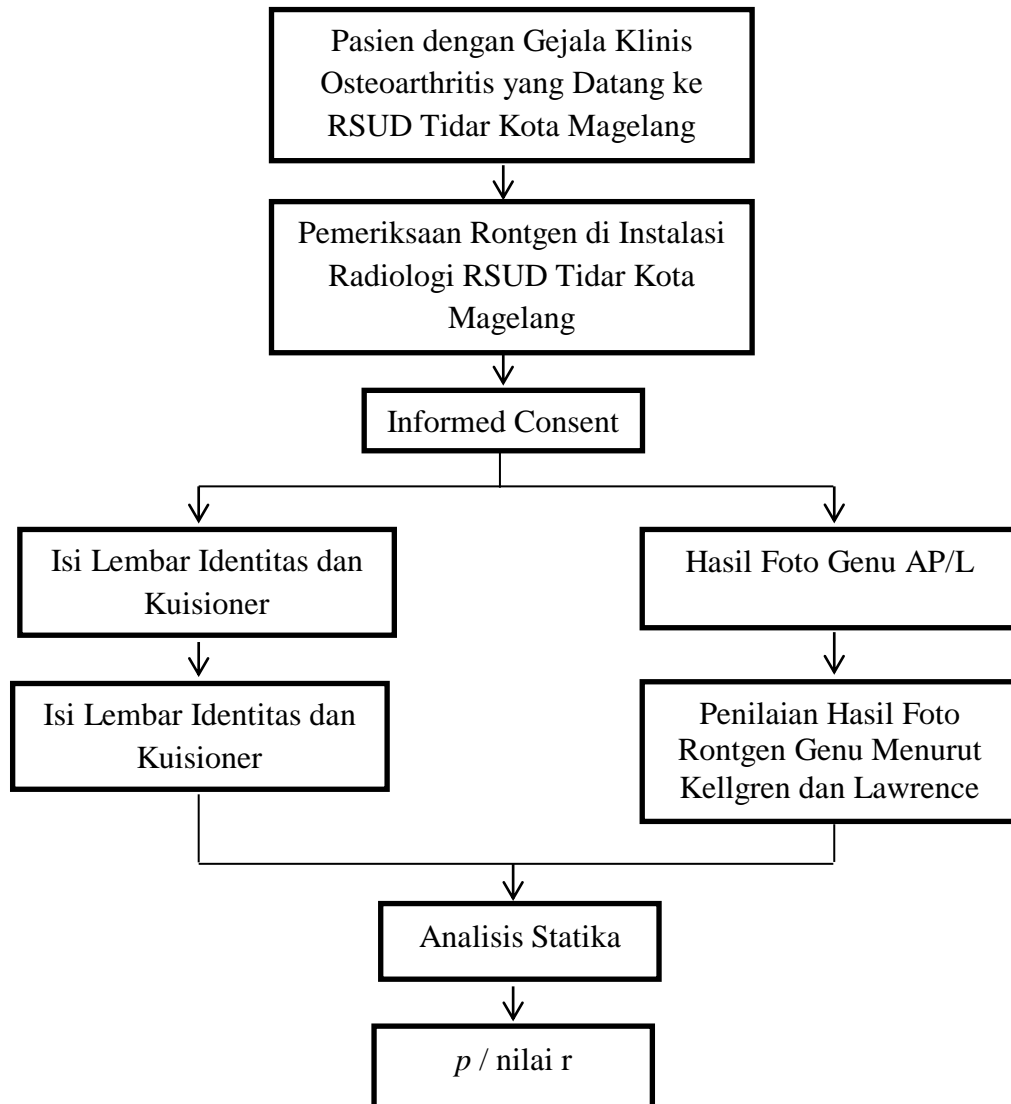 Pasien dengan Gejala Klinis
Osteoarthritis yang Datang ke
RSUD Tidar Kota Magelang
Pemeriksaan Rontgen di Instalasi
Radiologi RSUD Tidar Kota
Magelang
Informed Consent
Isi Lembar Identitas dan
Kuisioner
Hasil Foto Genu AP/L
Isi Lembar Identitas dan
Kuisioner
Penilaian Hasil Foto
Rontgen Genu Menurut
Kellgren dan Lawrence
Analisis Statika
p / nilai r